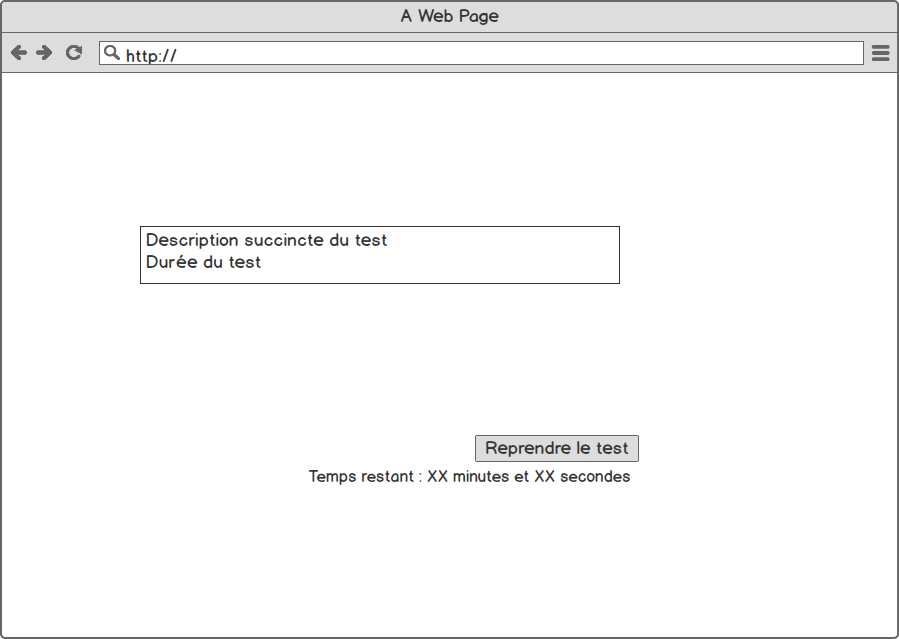 A Web Page
http://
Description succincte du test
Durée du test
Reprendre le test
Temps restant : XX minutes et XX secondes